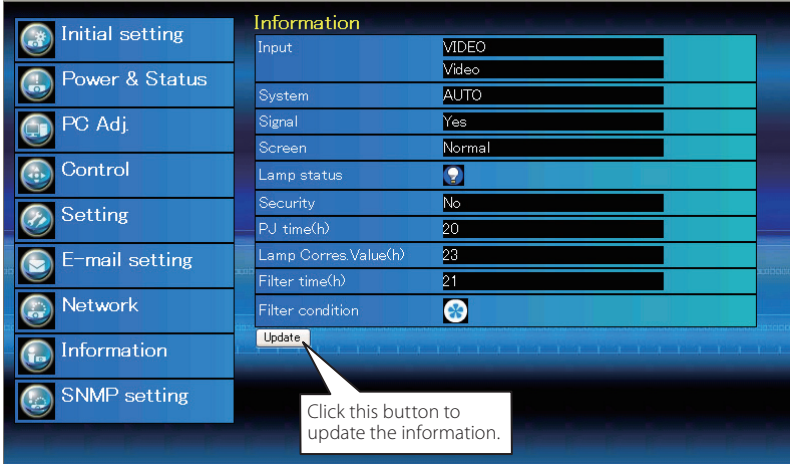 Initial setting
Power & Status
PC Adj.
Control
Setting
E-mail setting
Network
Information
SNMP setting
Information
Input VIDEO
Video
System AUTO
Signal Yes
Screen Normal
Lamp status
Security No
PJ time(h) 20
Lamp Corres.Value(h) 23
Filter time(h) 21
Filter condition
Update
Click this button to
update the information.